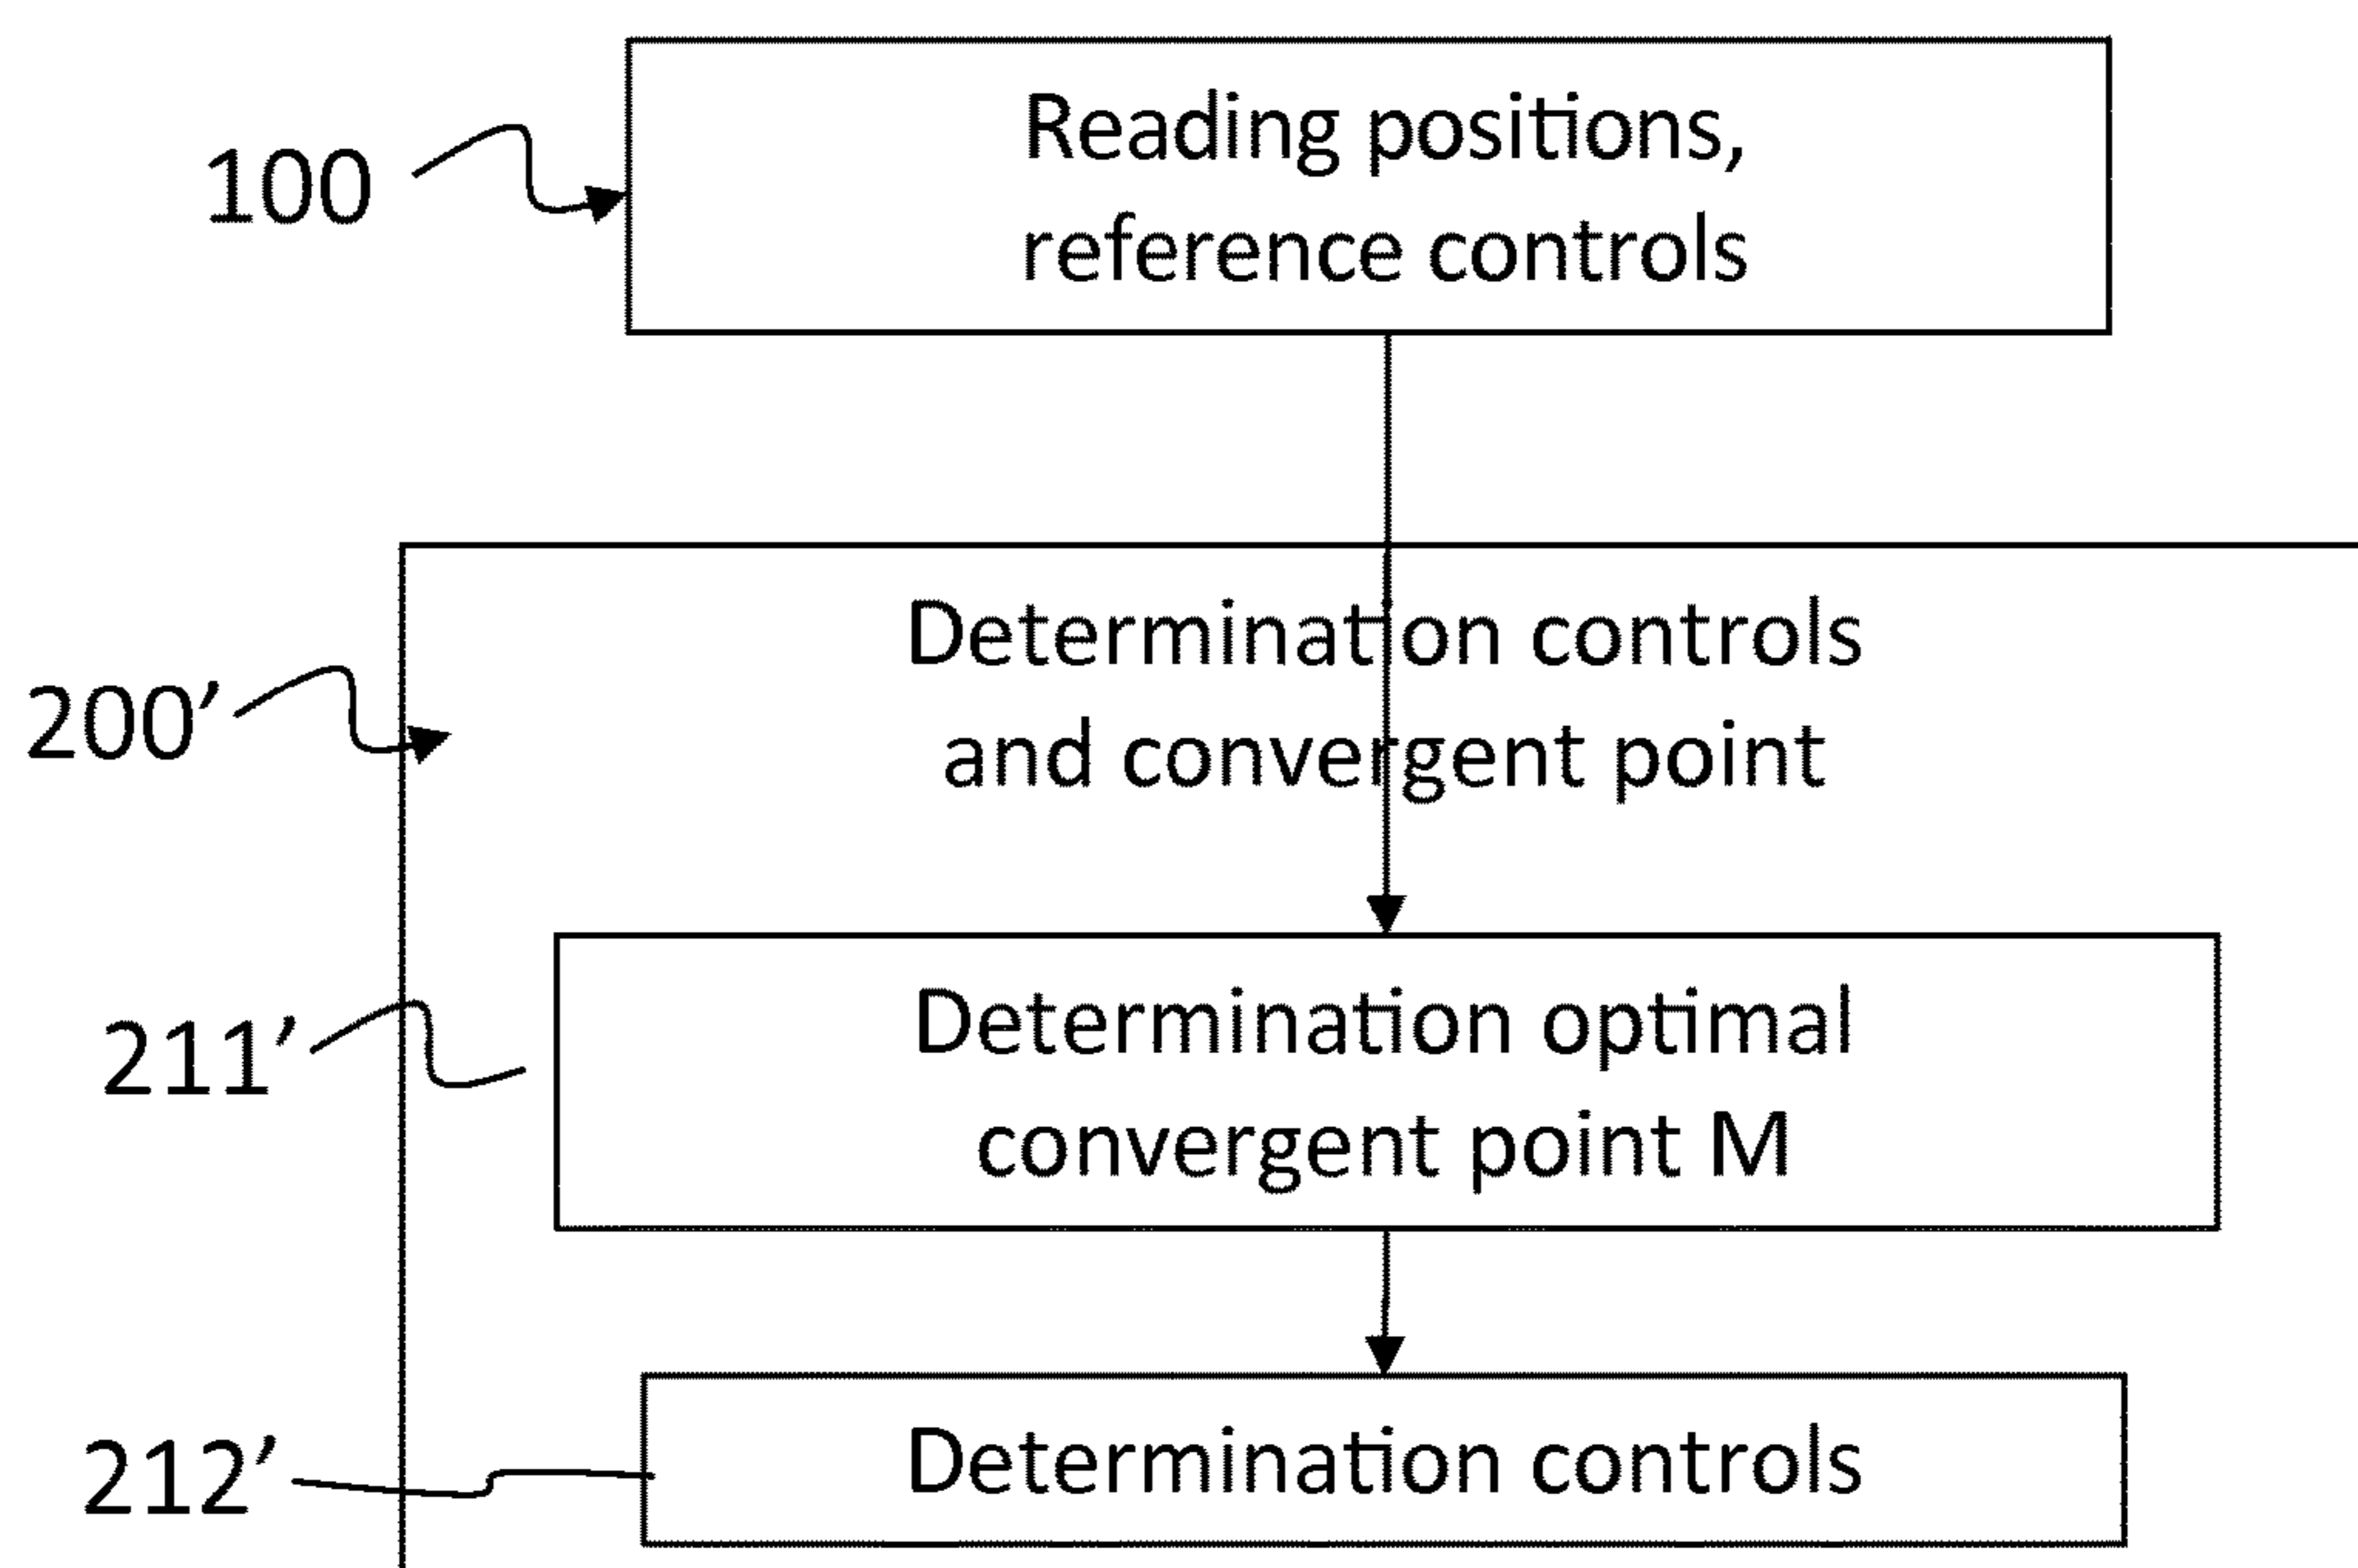 100
Reading positions,
reference controls
200'
Determination controls
and convergent point
211'
Determination optimal
convergent point M
212'
Determination controls